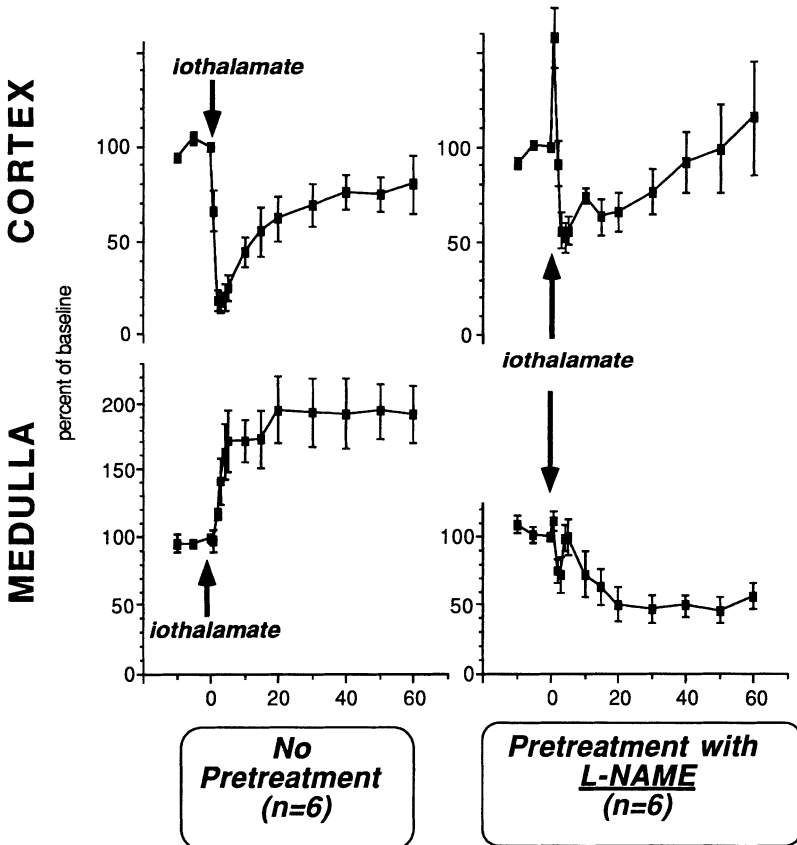 CORTEX
MEDULLA
percent of baseline
iothalamate
100
50
0
100
50
0
iothalamate
200
150
100
50
0
iothalamate
100
50
0
0 20 40 60
0 20 40 60
No
Pretreatment
(n=6)
Pretreatment with
L-NAME
(n=6)